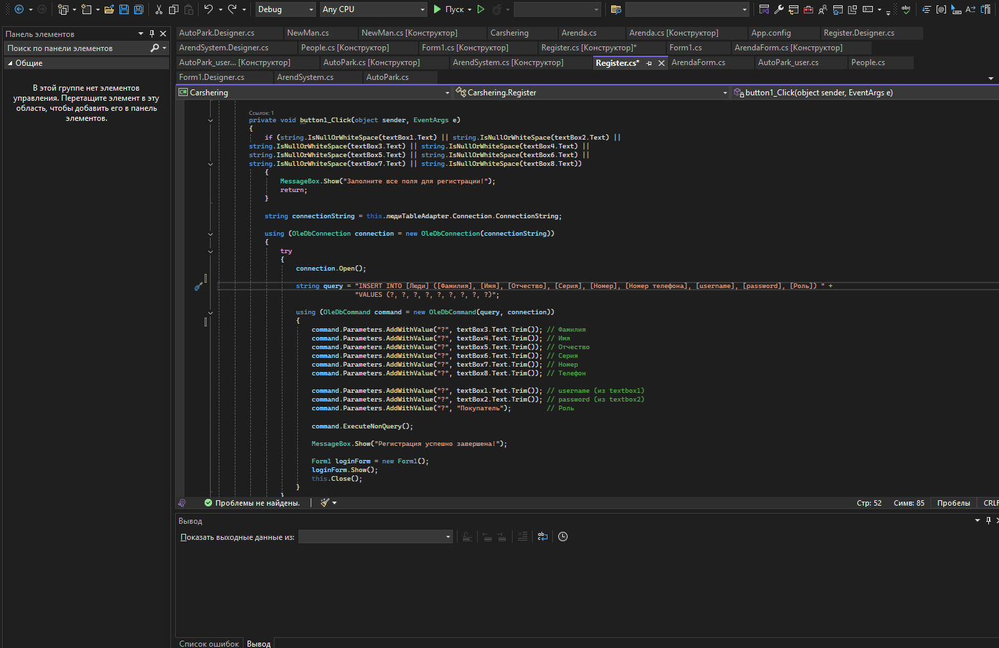 Debug
Any CPU
Пуск
Панель элементов
Поиск по панели элементов
Общие
В этой группе нет элементов
управления. Перетащите элемент в эту
область, чтобы добавить его в панель
элементов.
AutoPark.Designer.cs NewMan.cs NewMan.cs [Конструктор] Carshering Arenda.cs Arenda.cs [Конструктор] App.config Register.Designer.cs
ArendSystem.Designer.cs People.cs [Конструктор] Form1.cs [Конструктор] Register.cs [Конструктор]* Form1.cs ArendaForm.cs [Конструктор]
AutoPark_user... [Конструктор] AutoPark.cs [Конструктор] ArendSystem.cs [Конструктор] Register.cs* ArendaForm.cs AutoPark_user.cs People.cs
Form1.Designer.cs ArendSystem.cs AutoPark.cs
C# Carshering Carshering.Register button1_Click(object sender, EventArgs e)
Ссылок: 1
private void button1_Click(object sender, EventArgs e)
{
if (string.IsNullOrWhiteSpace(textBox1.Text) || string.IsNullOrWhiteSpace(textBox2.Text) ||
string.IsNullOrWhiteSpace(textBox3.Text) || string.IsNullOrWhiteSpace(textBox4.Text) ||
string.IsNullOrWhiteSpace(textBox5.Text) || string.IsNullOrWhiteSpace(textBox6.Text) ||
string.IsNullOrWhiteSpace(textBox7.Text) || string.IsNullOrWhiteSpace(textBox8.Text))
{
MessageBox.Show("Заполните все поля для регистрации!");
return;
}
string connectionString = this.людиTableAdapter.Connection.ConnectionString;
using (OleDbConnection connection = new OleDbConnection(connectionString))
{
try
{
connection.Open();
string query = "INSERT INTO [Люди] ([Фамилия], [Имя], [Отчество], [Серия], [Номер], [Номер телефона], [username], [password], [Роль]) " +
"VALUES (?, ?, ?, ?, ?, ?, ?, ?, ?)";
using (OleDbCommand command = new OleDbCommand(query, connection))
{
command.Parameters.AddWithValue("?", textBox3.Text.Trim()); // Фамилия
command.Parameters.AddWithValue("?", textBox4.Text.Trim()); // Имя
command.Parameters.AddWithValue("?", textBox5.Text.Trim()); // Отчество
command.Parameters.AddWithValue("?", textBox6.Text.Trim()); // Серия
command.Parameters.AddWithValue("?", textBox7.Text.Trim()); // Номер
command.Parameters.AddWithValue("?", textBox8.Text.Trim()); // Телефон
command.Parameters.AddWithValue("?", textBox1.Text.Trim()); // username (из textbox1)
command.Parameters.AddWithValue("?", textBox2.Text.Trim()); // password (из textbox2)
command.Parameters.AddWithValue("?", "Покупатель"); // Роль
command.ExecuteNonQuery();
MessageBox.Show("Регистрация успешно завершена!");
Form1 loginForm = new Form1();
loginForm.Show();
this.Close();
}
}
Проблемы не найдены. Стр: 52 Симв: 85 Пробелы CRLF
Вывод
Показать выходные данные из:
Список ошибок Вывод